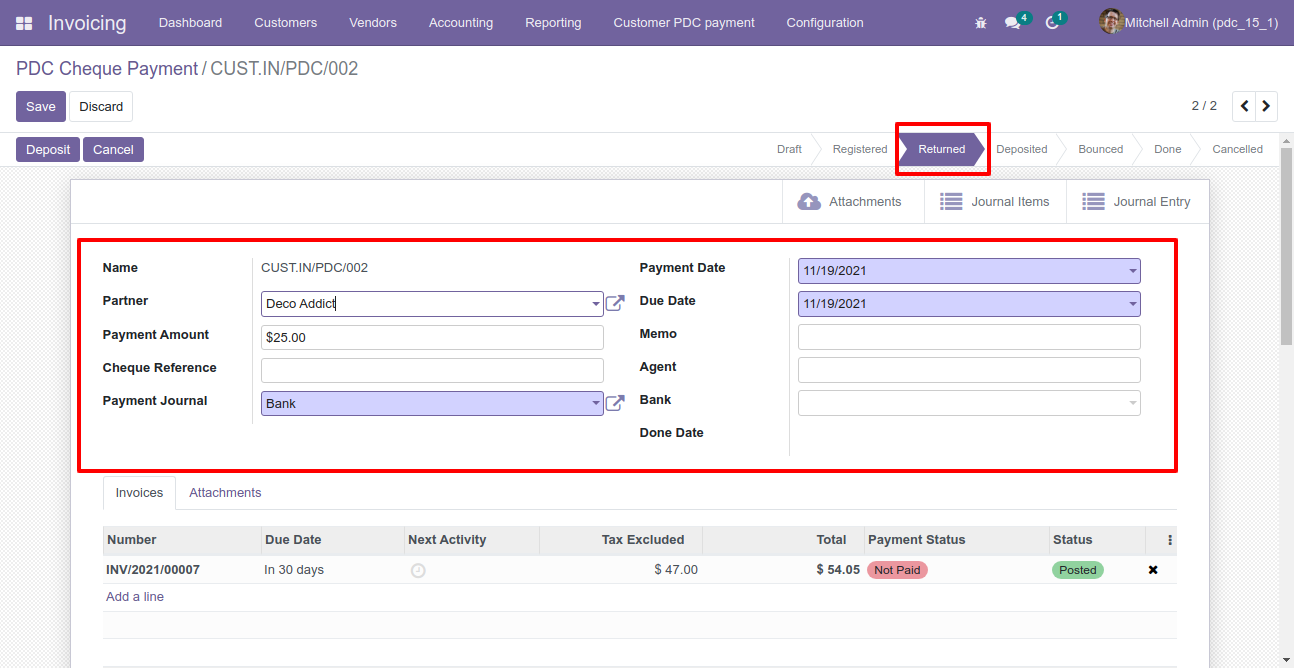 Invoicing Dashboard Customers Vendors Accounting Reporting Customer PDC payment Configuration 4 1 Mitchell Admin (pdc_15_1)
PDC Cheque Payment / CUST.IN/PDC/002
Save Discard 2 / 2
Deposit Cancel Draft Registered Returned Deposited Bounced Done Cancelled
Attachments Journal Items Journal Entry
Name CUST.IN/PDC/002 Payment Date 11/19/2021
Partner Deco Addict Due Date 11/19/2021
Payment Amount $25.00 Memo
Cheque Reference Agent
Payment Journal Bank Bank
Done Date
Invoices Attachments
Number Due Date Next Activity Tax Excluded Total Payment Status Status
INV/2021/00007 In 30 days $ 47.00 $ 54.05 Not Paid Posted
Add a line